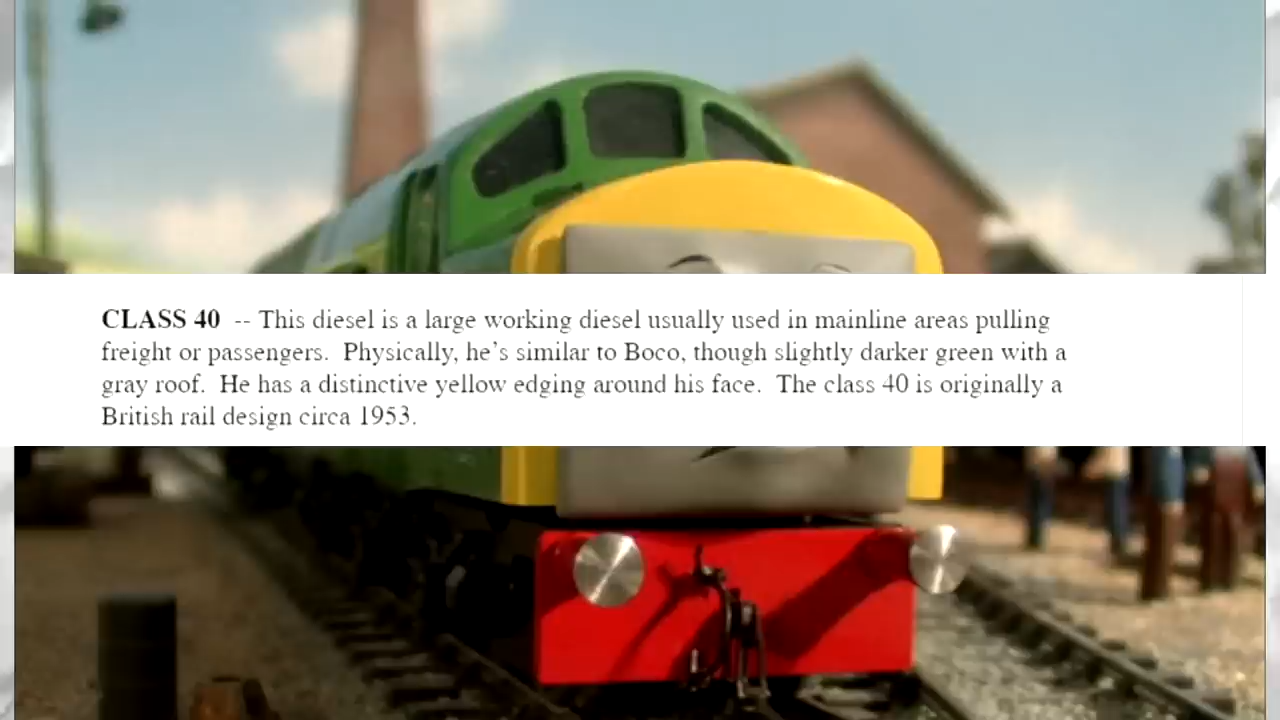 CLASS 40 -- This diesel is a large working diesel usually used in mainline areas pulling
freight or passengers. Physically, he’s similar to Boco, though slightly darker green with a
gray roof. He has a distinctive yellow edging around his face. The class 40 is originally a
British rail design circa 1953.